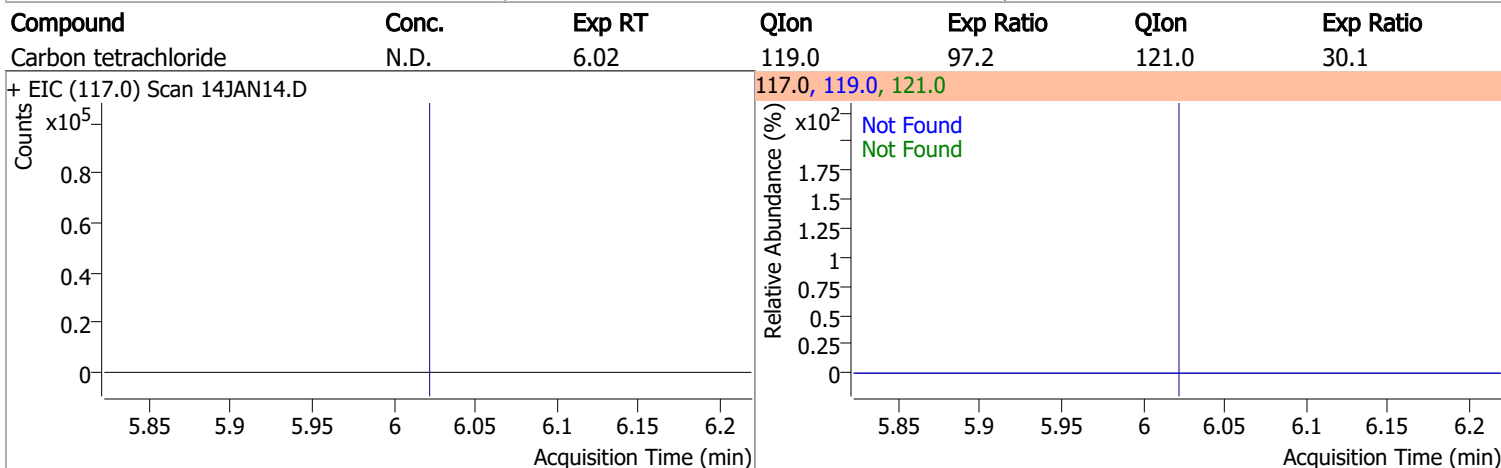 Compound Conc. Exp RT QIon Exp Ratio QIon Exp Ratio
Carbon tetrachloride N.D. 6.02 119.0 97.2 121.0 30.1
+ EIC (117.0) Scan 14JAN14.D
Counts
x10⁵
0.8
0.6
0.4
0.2
0
5.85 5.9 5.95 6 6.05 6.1 6.15 6.2
Acquisition Time (min)
117.0, 119.0, 121.0
Relative Abundance (%)
x10²
Not Found
Not Found
1.75
1.5
1.25
1
0.75
0.5
0.25
0
5.85 5.9 5.95 6 6.05 6.1 6.15 6.2
Acquisition Time (min)